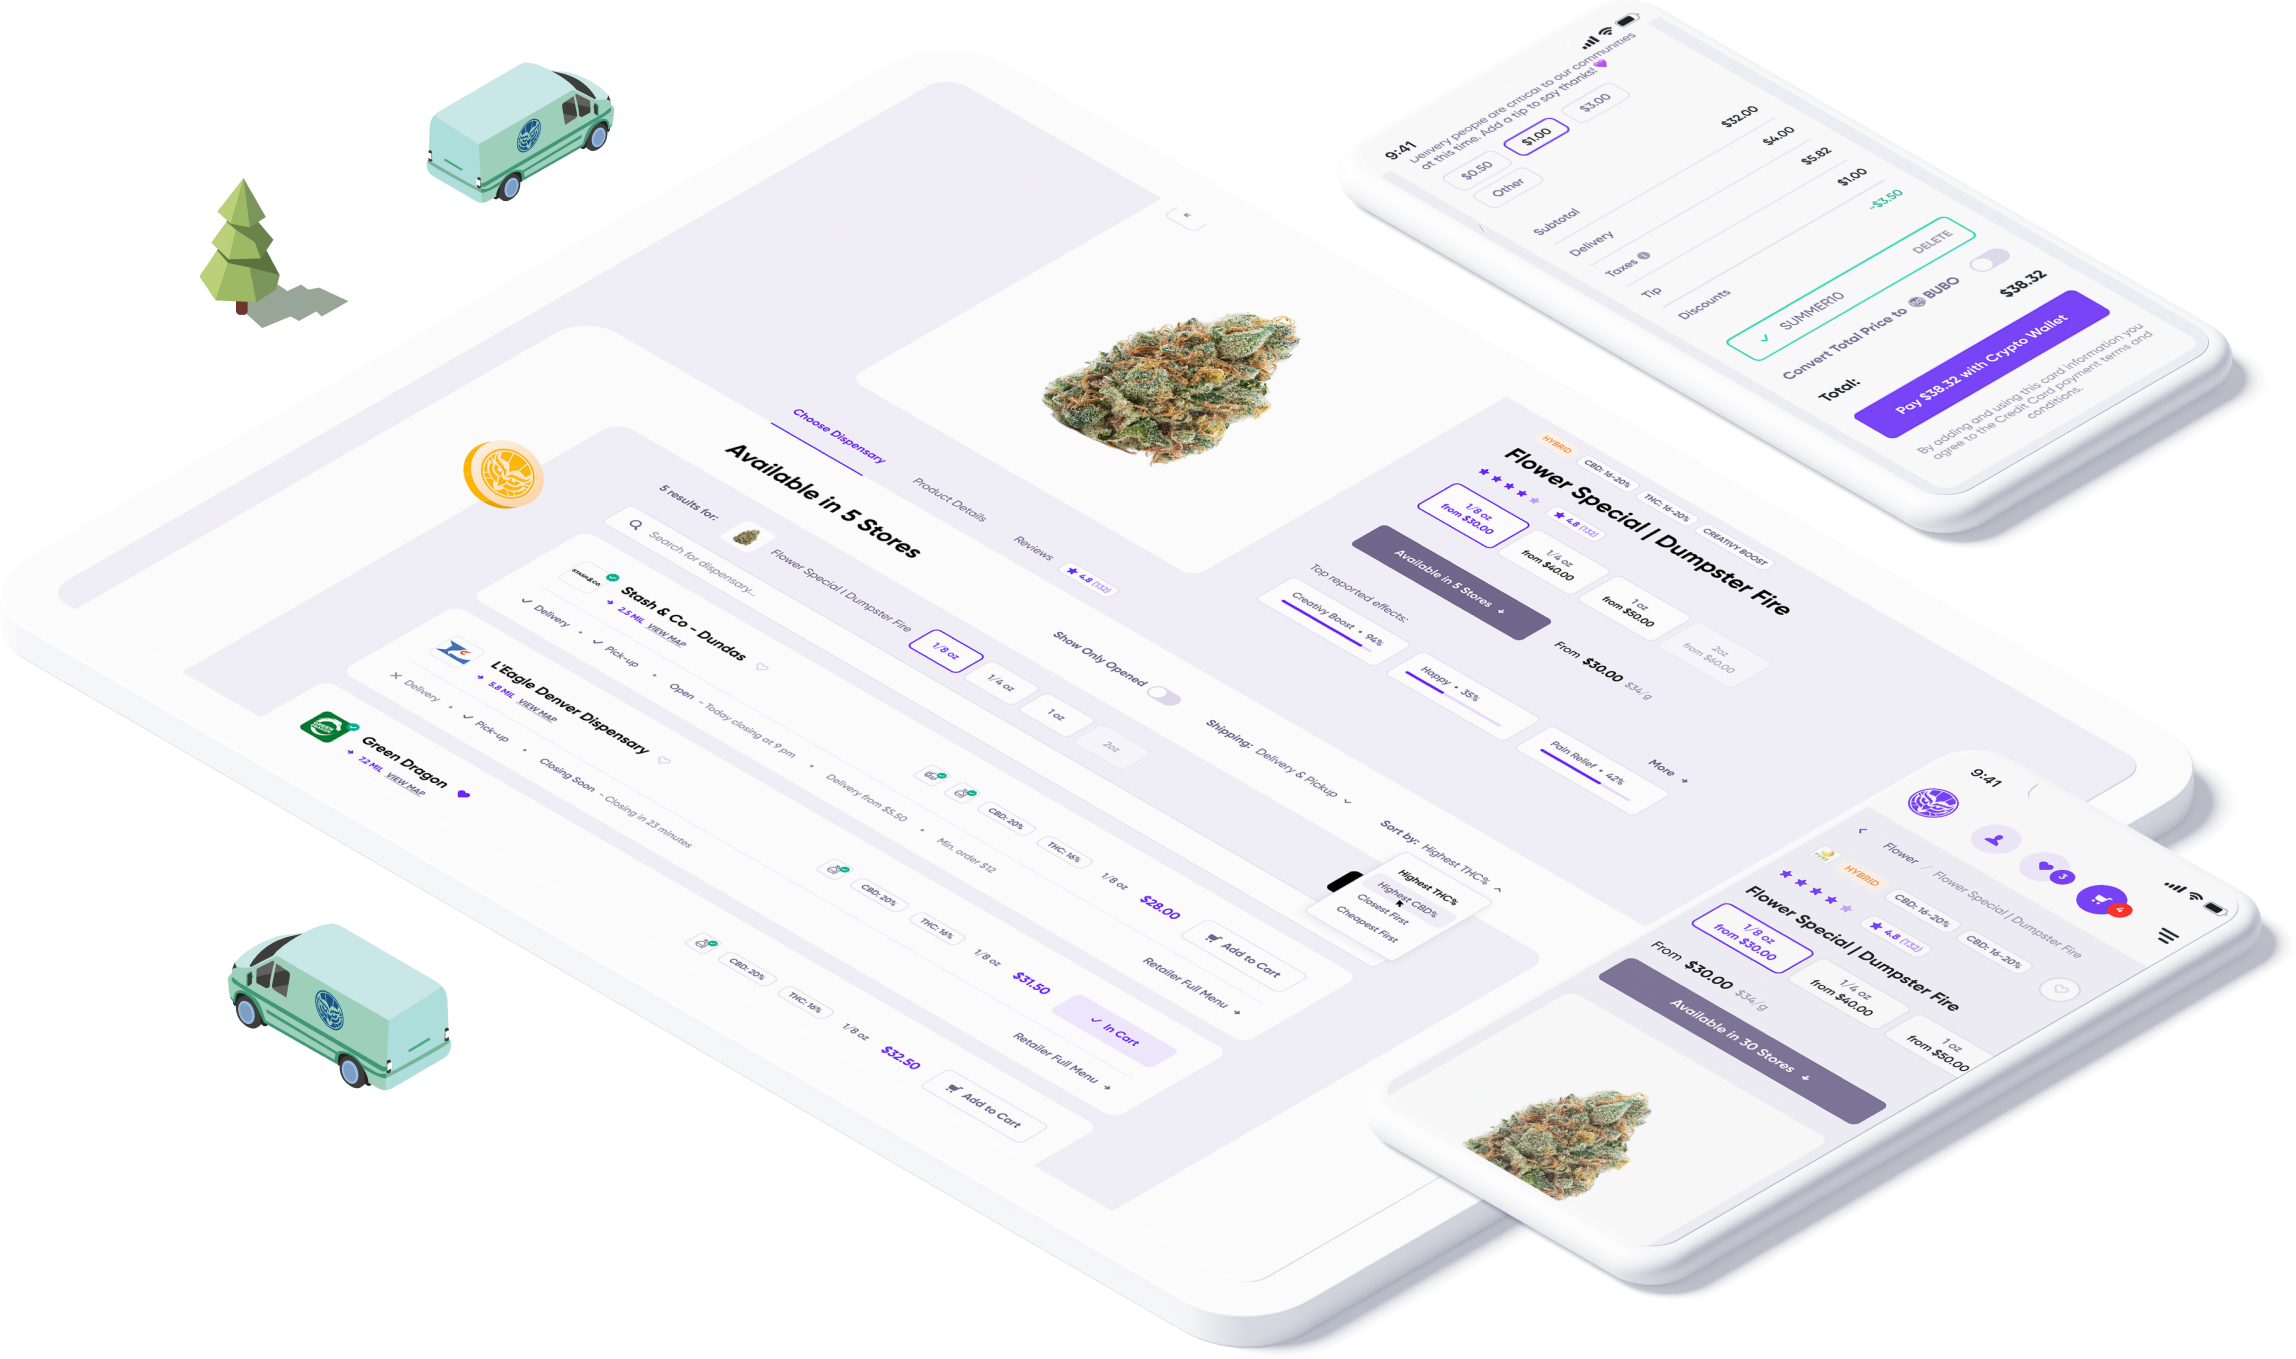 9:41
Delivery people are critical to our communities
at this time. Add a tip to say thanks! 💜
$0.50
$1.00
$3.00
Other
Subtotal $32.00
Delivery $4.00
Taxes $5.82
Tip $1.00
Discounts -$3.50
SUMMER10 DELETE
Convert Total Price to BUBO
Total: $38.32
Pay $38.32 with Crypto Wallet
By adding and using this card information you
agree to the Credit Card payment terms and
conditions.
HYBRID
CBD: 16-20%
THC: 16-20%
CREATIVY BOOST
Flower Special | Dumpster Fire
4.8 (132)
1/8 oz
from $30.00
1/4 oz
from $40.00
1 oz
from $50.00
2oz
from $60.00
Available in 5 Stores ↓
From $30.00 $34/g
Top reported effects:
Creativy Boost • 94%
Happy • 35%
Pain Relief • 42%
More →
Choose Dispensary
Product Details
Reviews
4.8 (132)
Available in 5 Stores
5 results for:
Flower Special | Dumpster Fire
1/8 oz
1/4 oz
1 oz
2oz
Search for dispensary...
Show Only Opened
Shipping: Delivery & Pickup
Sort by: Highest THC%
Highest THC%
Highest CBD%
Closest First
Cheapest First
STASH&CO.
Stash & Co - Dundas
2.5 MIL VIEW MAP
Delivery • Pick-up • Open - Today closing at 9 pm • Delivery from $5.50 • Min. order $12
CBD: 20%
THC: 16%
1/8 oz
$28.00
Add to Cart
Retailer Full Menu →
L'Eagle Denver Dispensary
5.8 MIL VIEW MAP
Delivery • Pick-up • Closing Soon - Closing in 23 minutes
CBD: 20%
THC: 16%
1/8 oz
$31.50
In Cart
Retailer Full Menu →
Green Dragon
7.2 MIL VIEW MAP
CBD: 20%
THC: 16%
1/8 oz
$32.50
Add to Cart
9:41
3
4
Flower / Flower Special | Dumpster Fire
HYBRID
CBD: 16-20%
CBD: 16-20%
4.8 (132)
Flower Special | Dumpster Fire
1/8 oz
from $30.00
1/4 oz
from $40.00
1 oz
from $50.00
From $30.00 $34/g
Available in 30 Stores ↓